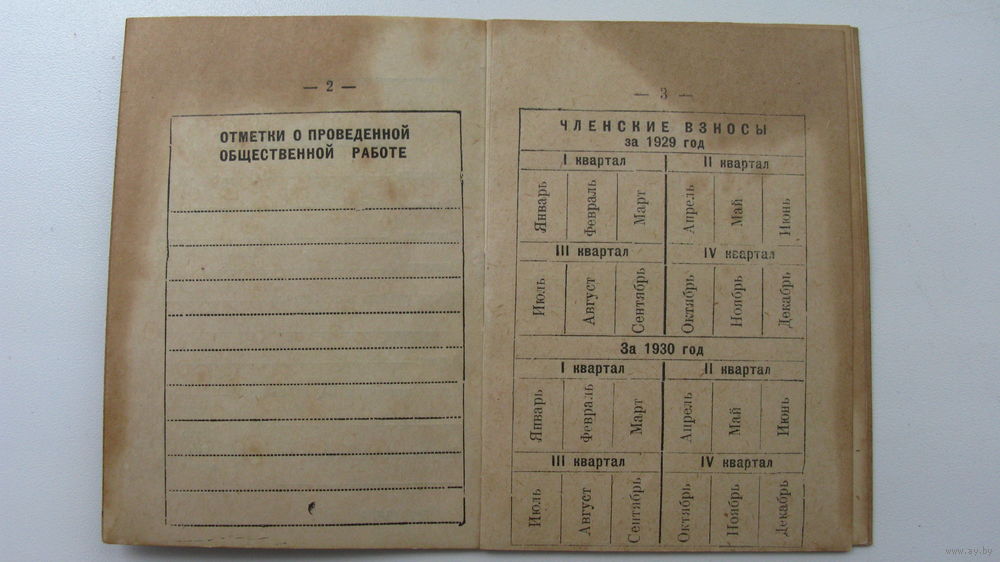 — 2 —
ОТМЕТКИ О ПРОВЕДЕННОЙ
ОБЩЕСТВЕННОЙ РАБОТЕ
— 3 —
ЧЛЕНСКИЕ ВЗНОСЫ
за 1929 год
I квартал
II квартал
Январь
Февраль
Март
Апрель
Май
Июнь
III квартал
IV квартал
Июль
Август
Сентябрь
Октябрь
Ноябрь
Декабрь
За 1930 год
I квартал
II квартал
Январь
Февраль
Март
Апрель
Май
Июнь
III квартал
IV квартал
Июль
Август
Сентябрь
Октябрь
Ноябрь
Декабрь
www.ay.by